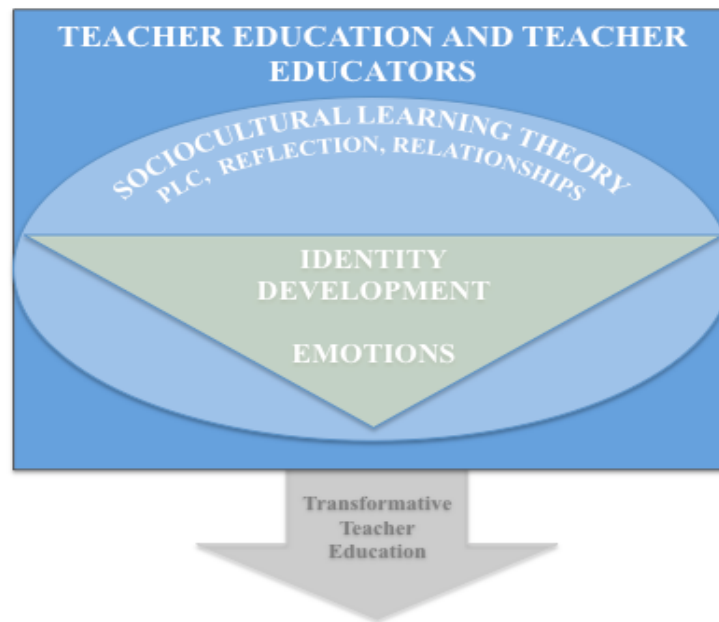 TEACHER EDUCATION AND TEACHER
EDUCATORS
SOCIOCULTURAL LEARNING THEORY
PLC, REFLECTION, RELATIONSHIPS
IDENTITY
DEVELOPMENT
EMOTIONS
Transformative
Teacher
Education